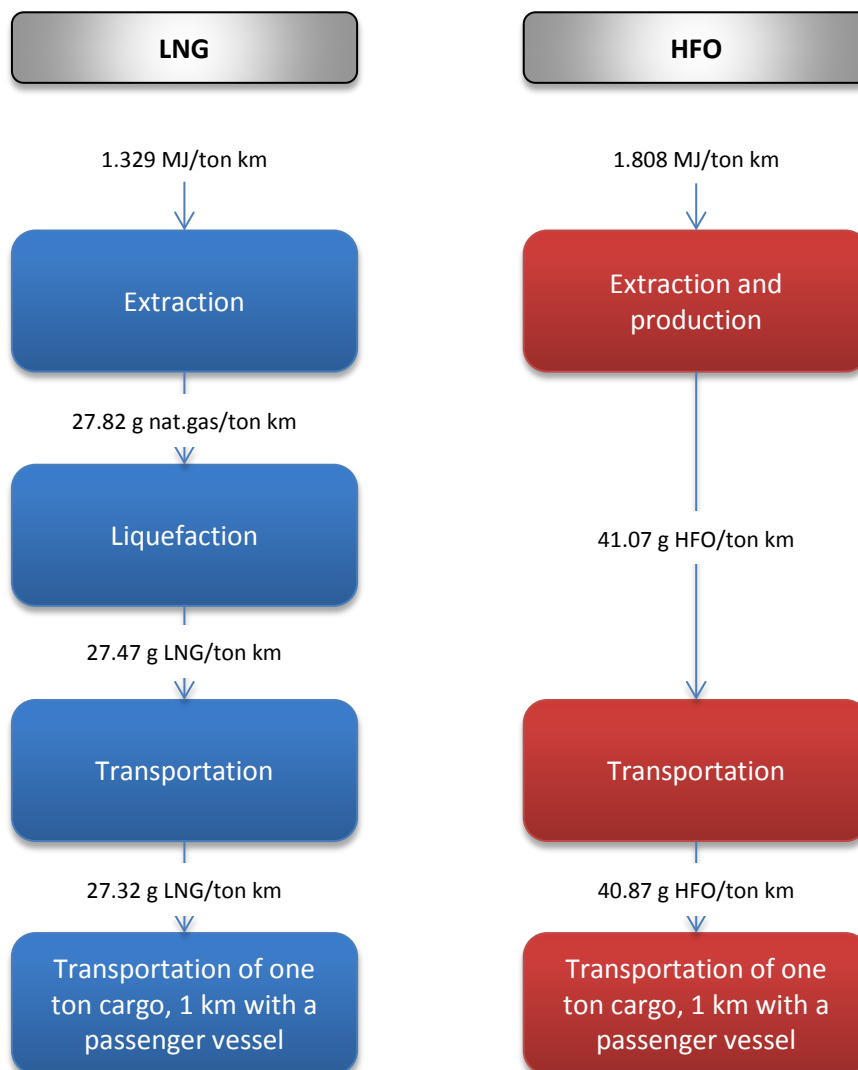 LNG
HFO
1.329 MJ/ton km
1.808 MJ/ton km
Extraction
Extraction and
production
27.82 g nat.gas/ton km
Liquefaction
41.07 g HFO/ton km
27.47 g LNG/ton km
Transportation
Transportation
27.32 g LNG/ton km
40.87 g HFO/ton km
Transportation of one
ton cargo, 1 km with a
passenger vessel
Transportation of one
ton cargo, 1 km with a
passenger vessel